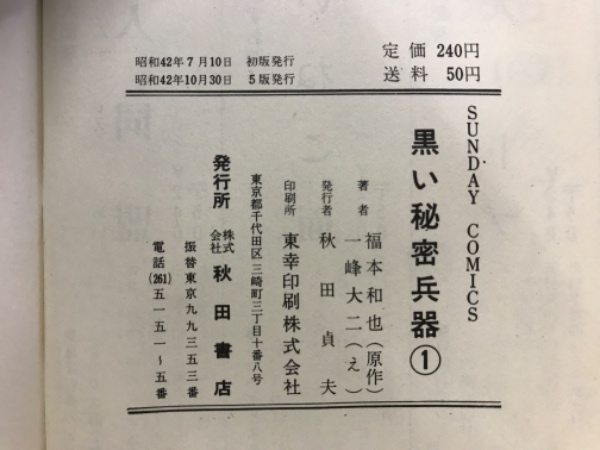 昭和42年7月10日 初版発行
昭和42年10月30日 5版発行
定価 240円
送料 50円
SUNDAY COMICS
黒い秘密兵器①
著者 福本和也(原作)
一峰大二(え)
発行者 秋田貞夫
印刷所 東幸印刷株式会社
東京都千代田区三崎町三丁目十番八号
発行所 株式会社 秋田書店
振替東京九九三五三番
電話(261)五一五一~五番